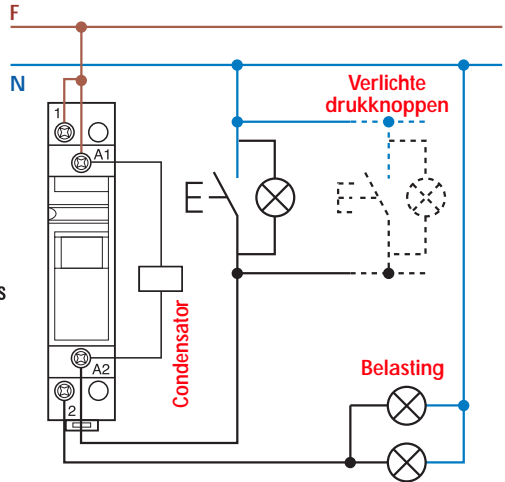 F
N
Verlichte
drukknoppen
1
A1
s
Condensator
Belasting
A2
2